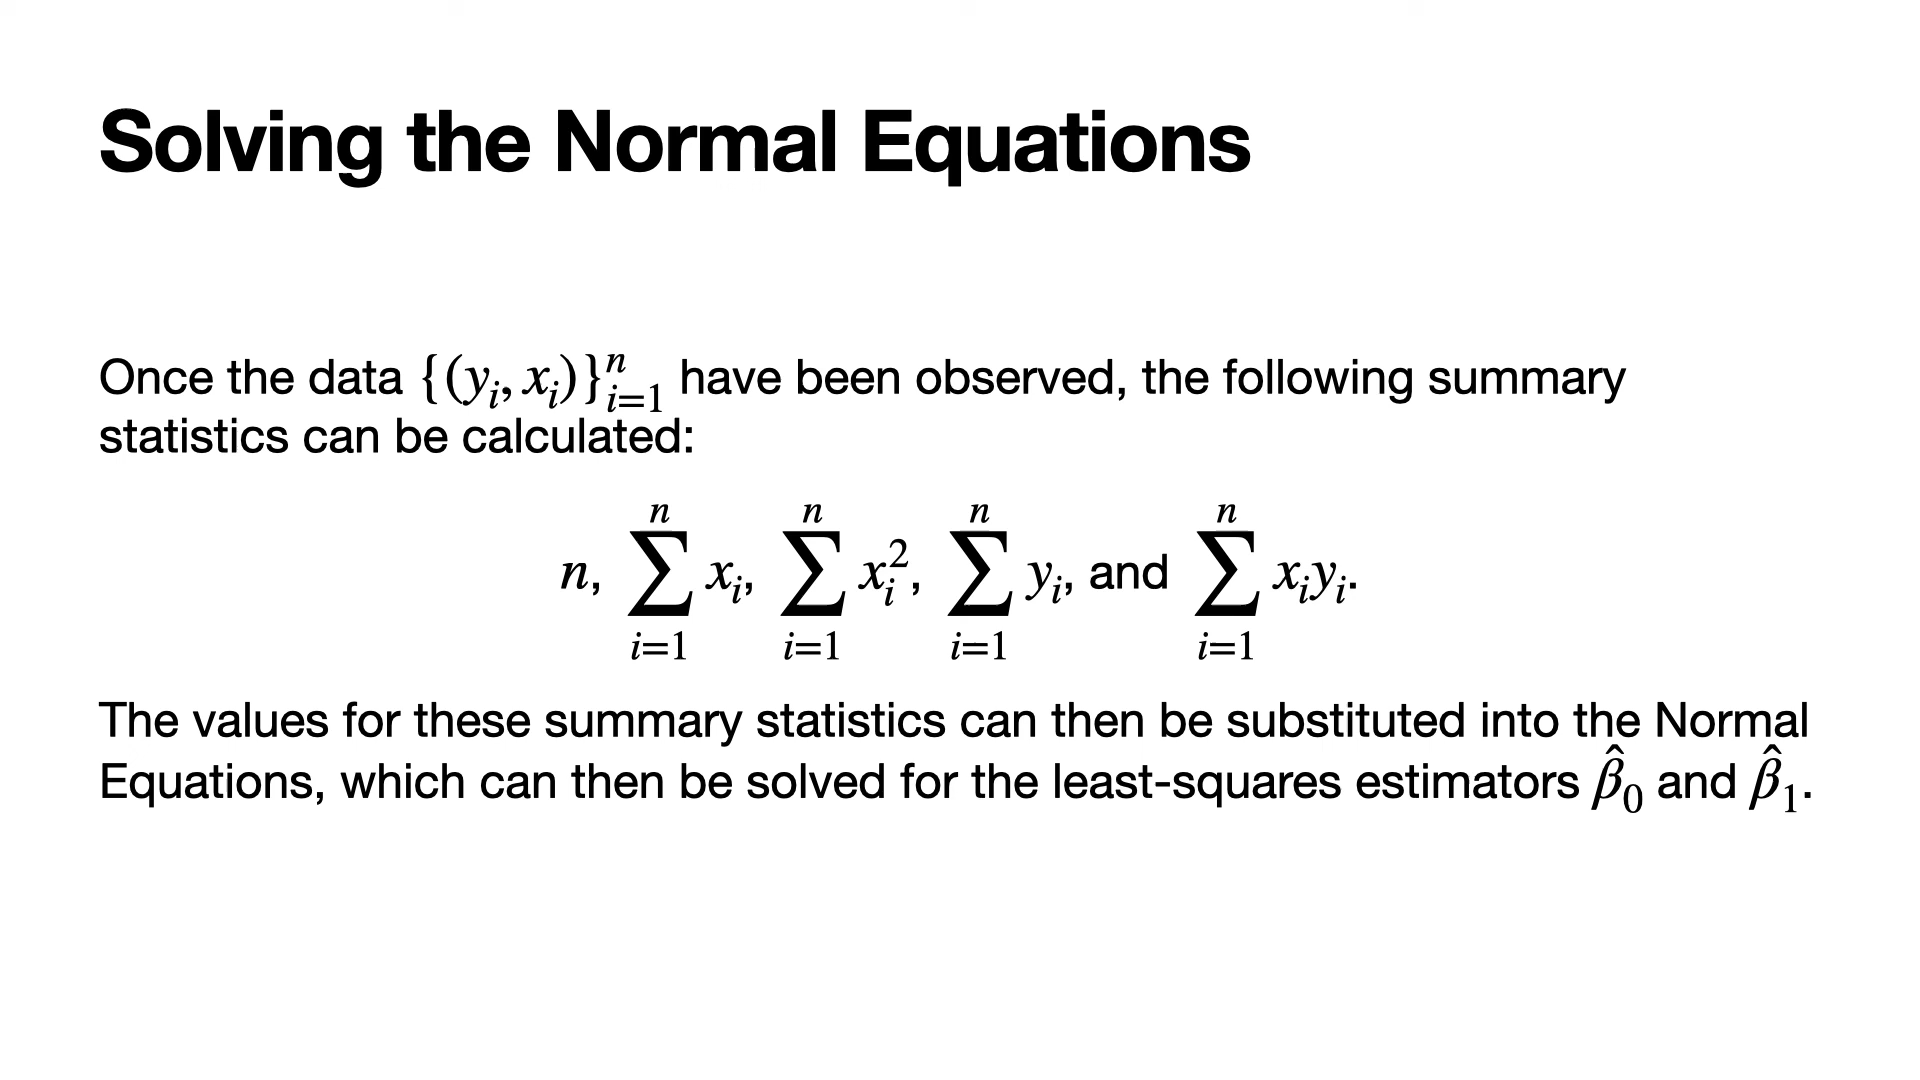 Solving the Normal Equations
Once the data {(yᵢ, xᵢ)}ⁿᵢ₌₁ have been observed, the following summary
statistics can be calculated:
n, ∑ⁿᵢ₌₁ xᵢ, ∑ⁿᵢ₌₁ xᵢ², ∑ⁿᵢ₌₁ yᵢ, and ∑ⁿᵢ₌₁ xᵢyᵢ.
The values for these summary statistics can then be substituted into the Normal
Equations, which can then be solved for the least-squares estimators β̂₀ and β̂₁.